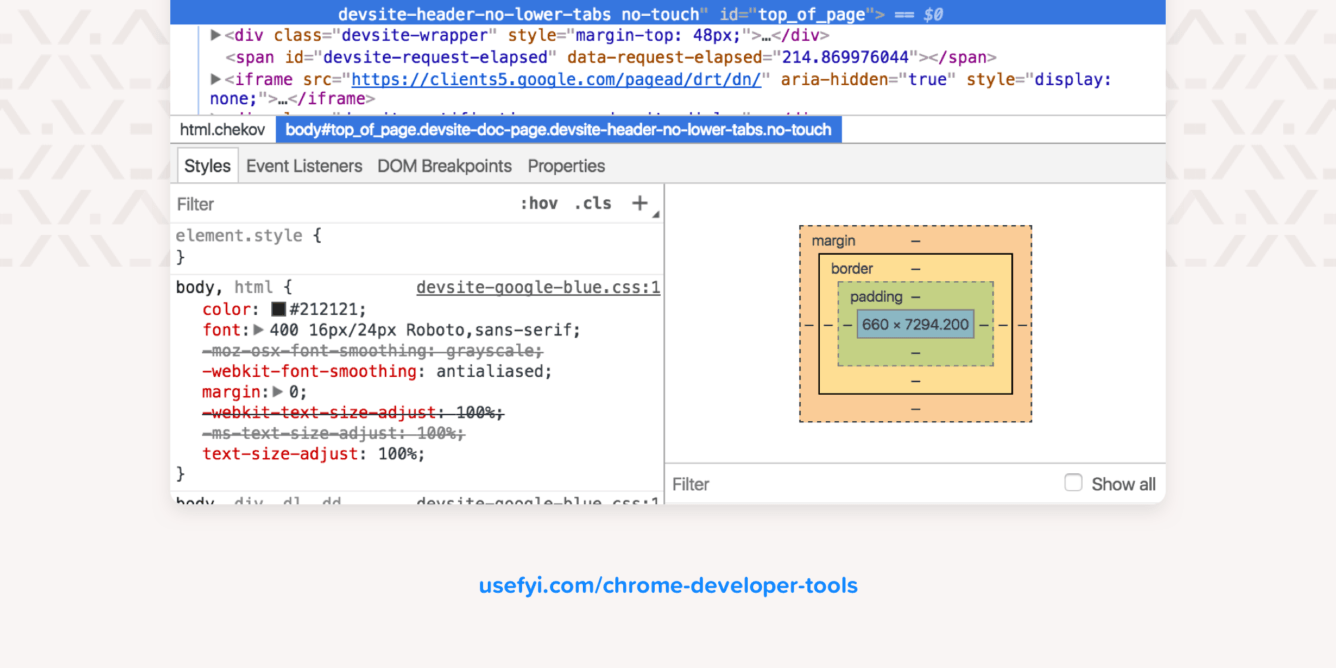 devsite-header-no-lower-tabs no-touch" id="top_of_page"> == $0
▶<div class="devsite-wrapper" style="margin-top: 48px;">…</div>
<span id="devsite-request-elapsed" data-request-elapsed="214.869976044"></span>
▶<iframe src="https://clients5.google.com/pagead/drt/dn/" aria-hidden="true" style="display:
none;">…</iframe>
html.chekov body#top_of_page.devsite-doc-page.devsite-header-no-lower-tabs.no-touch
Styles Event Listeners DOM Breakpoints Properties
Filter :hov .cls +
element.style {
}
body, html { devsite-google-blue.css:1
color: #212121;
font:▶400 16px/24px Roboto,sans-serif;
-moz-osx-font-smoothing: grayscale;
-webkit-font-smoothing: antialiased;
margin:▶0;
-webkit-text-size-adjust: 100%;
-ms-text-size-adjust: 100%;
text-size-adjust: 100%;
}
body, div, dl, dd, devsite-google-blue.css:1
margin –
border –
padding –
– – – 660 × 7294.200 – – –
–
–
–
Filter Show all
usefyi.com/chrome-developer-tools